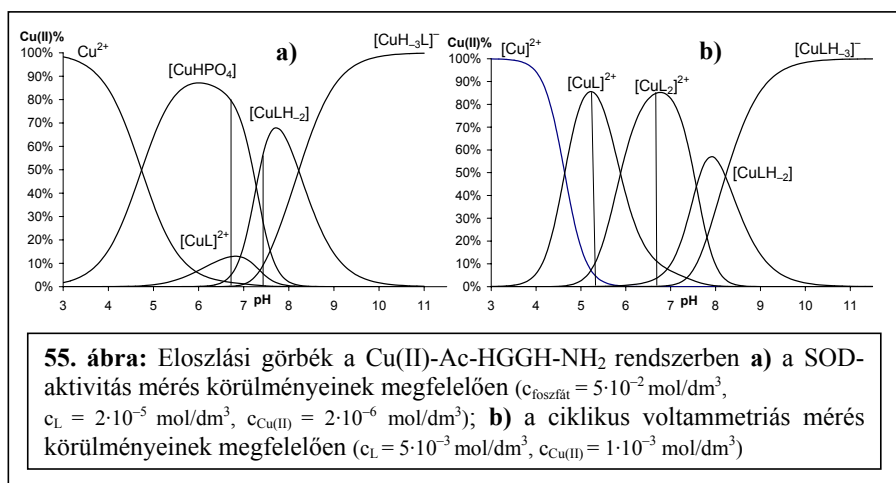 Cu(II)%
Cu²⁺
a)
[CuH₋₃L]⁻
[CuHPO₄]
[CuLH₋₂]
[CuL]²⁺
100%
90%
80%
70%
60%
50%
40%
30%
20%
10%
0%
3 4 5 6 7 8 9 10 11
pH
Cu(II)%
[Cu]²⁺
b)
[CuLH₋₃]⁻
[CuL]²⁺ [CuL₂]²⁺
[CuLH₋₂]
100%
90%
80%
70%
60%
50%
40%
30%
20%
10%
0%
3 4 5 6 7 8 9 10 11
pH
55. ábra: Eloszlási görbék a Cu(II)-Ac-HGGH-NH₂ rendszerben a) a SOD-
aktivitás mérés körülményeinek megfelelően (c_foszfát = 5·10⁻² mol/dm³,
c_L = 2·10⁻⁵ mol/dm³, c_Cu(II) = 2·10⁻⁶ mol/dm³); b) a ciklikus voltammetriás mérés
körülményeinek megfelelően (c_L = 5·10⁻³ mol/dm³, c_Cu(II) = 1·10⁻³ mol/dm³)